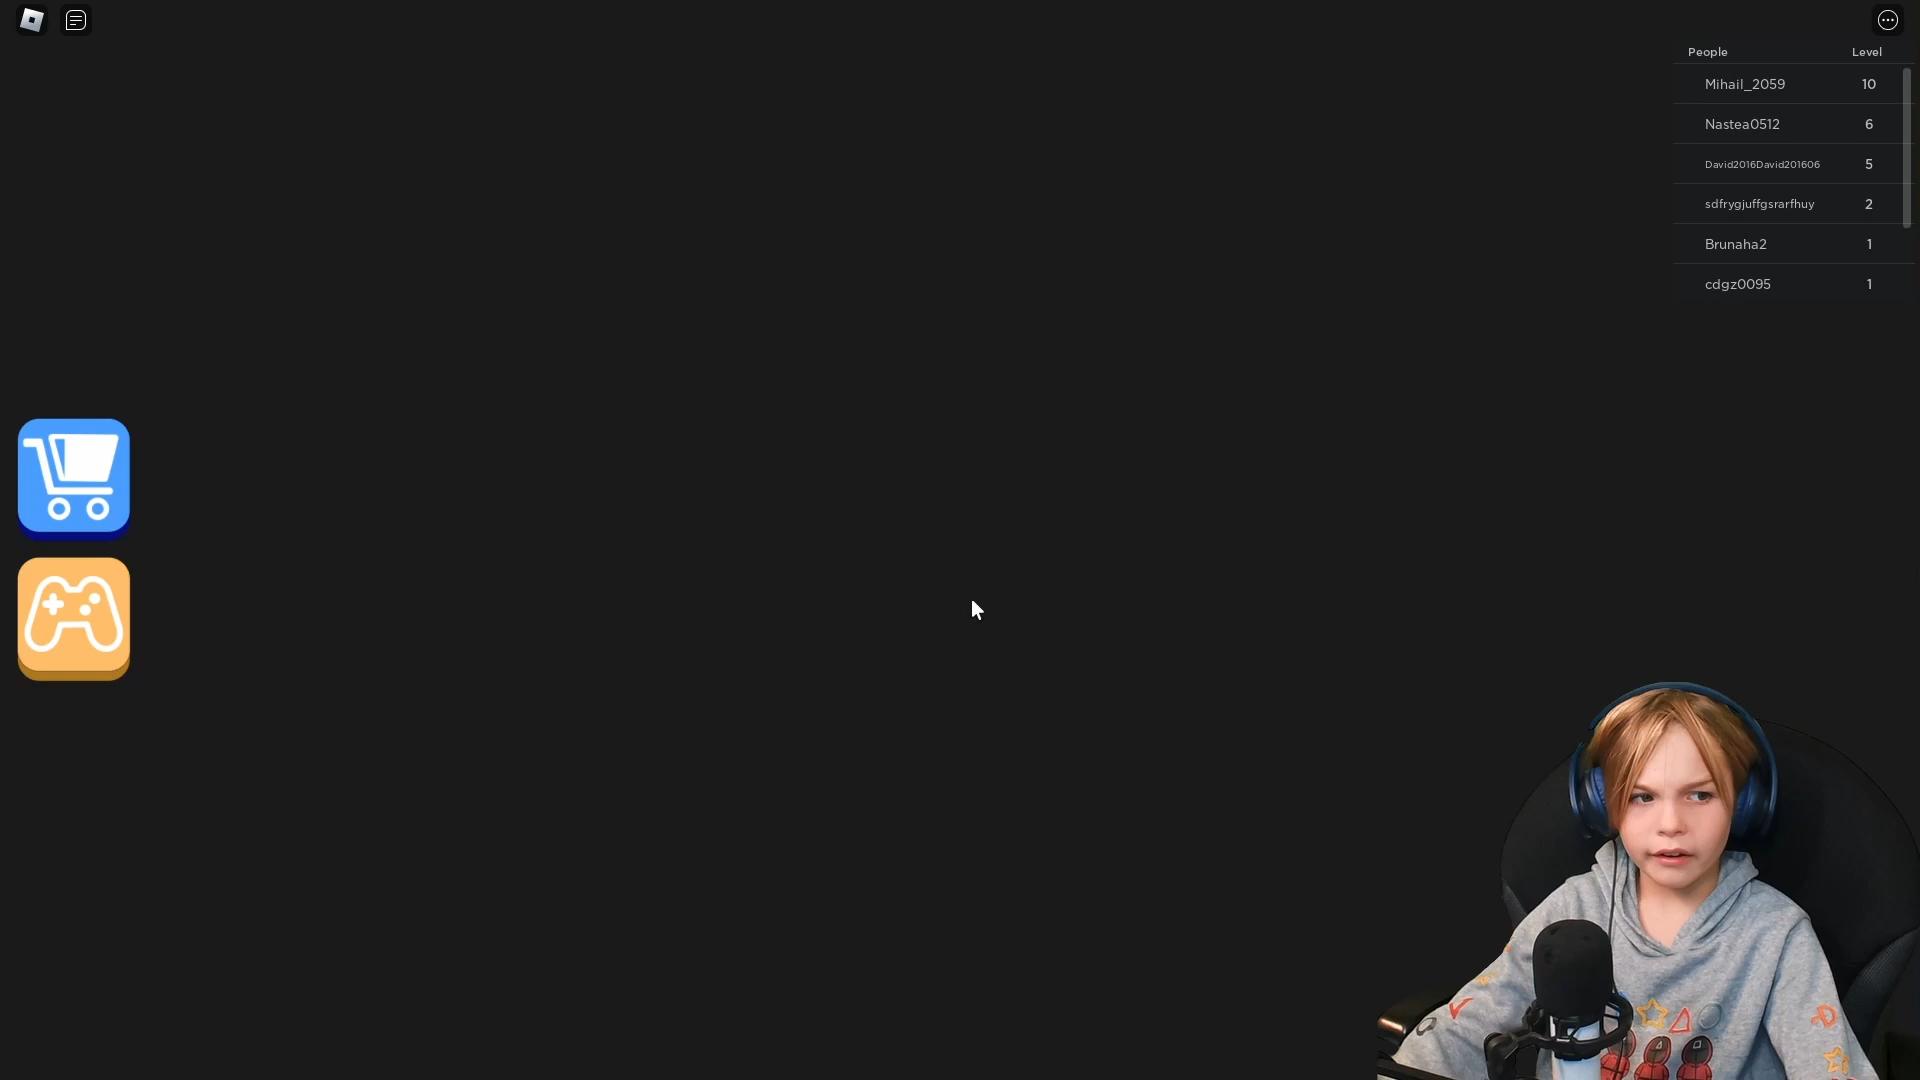 People Level
Mihail_2059 10
Nastea0512 6
David2016David201606 5
sdfrygjuffgsrarfhuy 2
Brunaha2 1
cdgz0095 1